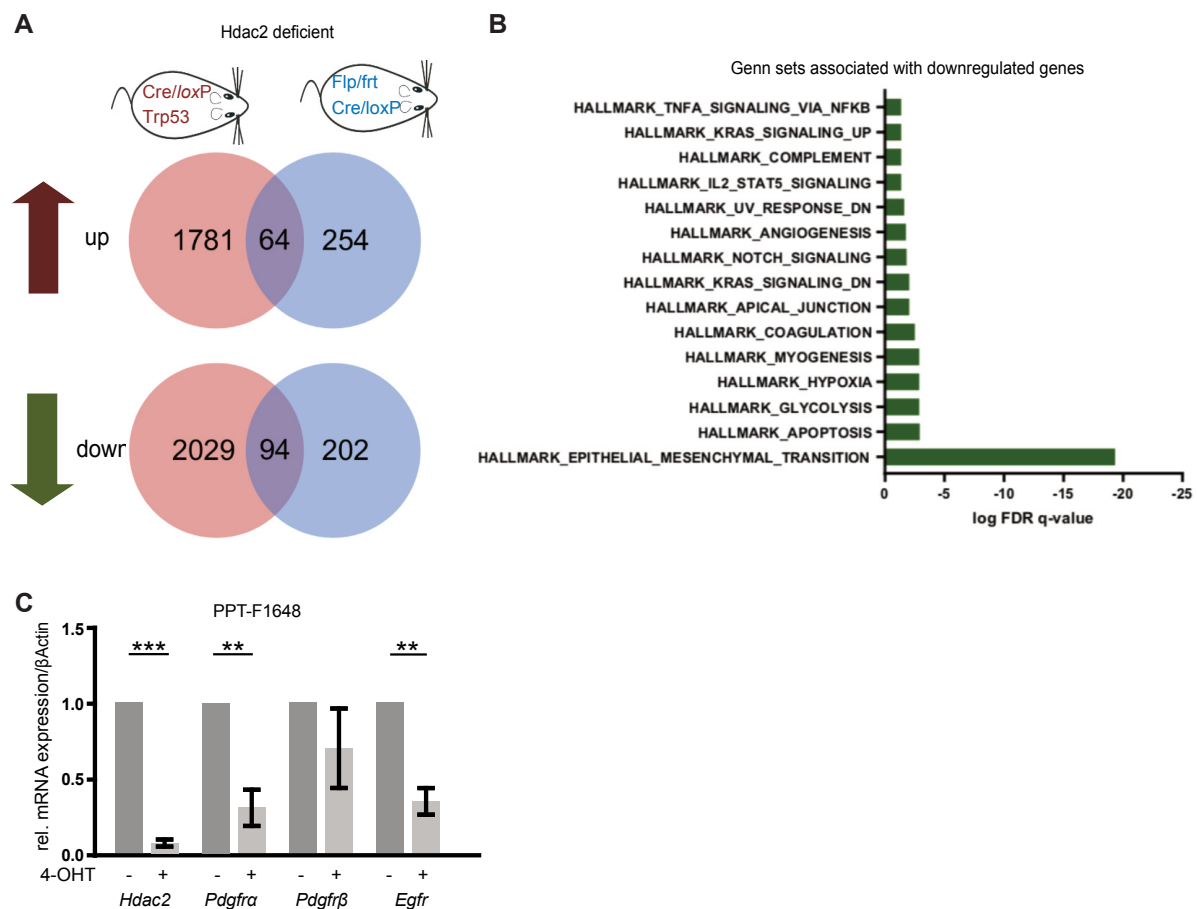 A
Hdac2 deficient
Cre/loxP
Trp53
Flp/frt
Cre/loxP
up
1781 64 254
down
2029 94 202
B
Genn sets associated with downregulated genes
HALLMARK_TNFA_SIGNALING_VIA_NFKB
HALLMARK_KRAS_SIGNALING_UP
HALLMARK_COMPLEMENT
HALLMARK_IL2_STAT5_SIGNALING
HALLMARK_UV_RESPONSE_DN
HALLMARK_ANGIOGENESIS
HALLMARK_NOTCH_SIGNALING
HALLMARK_KRAS_SIGNALING_DN
HALLMARK_APICAL_JUNCTION
HALLMARK_COAGULATION
HALLMARK_MYOGENESIS
HALLMARK_HYPOXIA
HALLMARK_GLYCOLYSIS
HALLMARK_APOPTOSIS
HALLMARK_EPITHELIAL_MESENCHYMAL_TRANSITION
0 -5 -10 -15 -20 -25
log FDR q-value
C
PPT-F1648
rel. mRNA expression/βActin
1.5
1.0
0.5
0.0
*** ** **
4-OHT - + - + - + - +
Hdac2 Pdgfrα Pdgfrβ Egfr